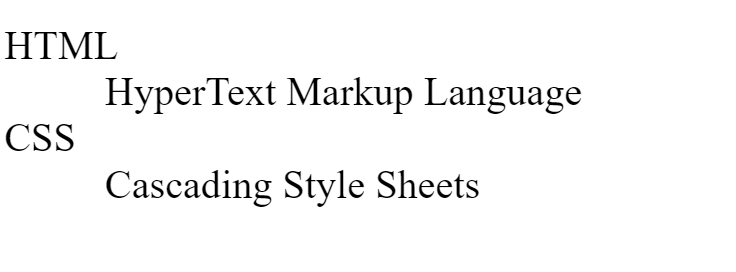 HTML
HyperText Markup Language
CSS
Cascading Style Sheets